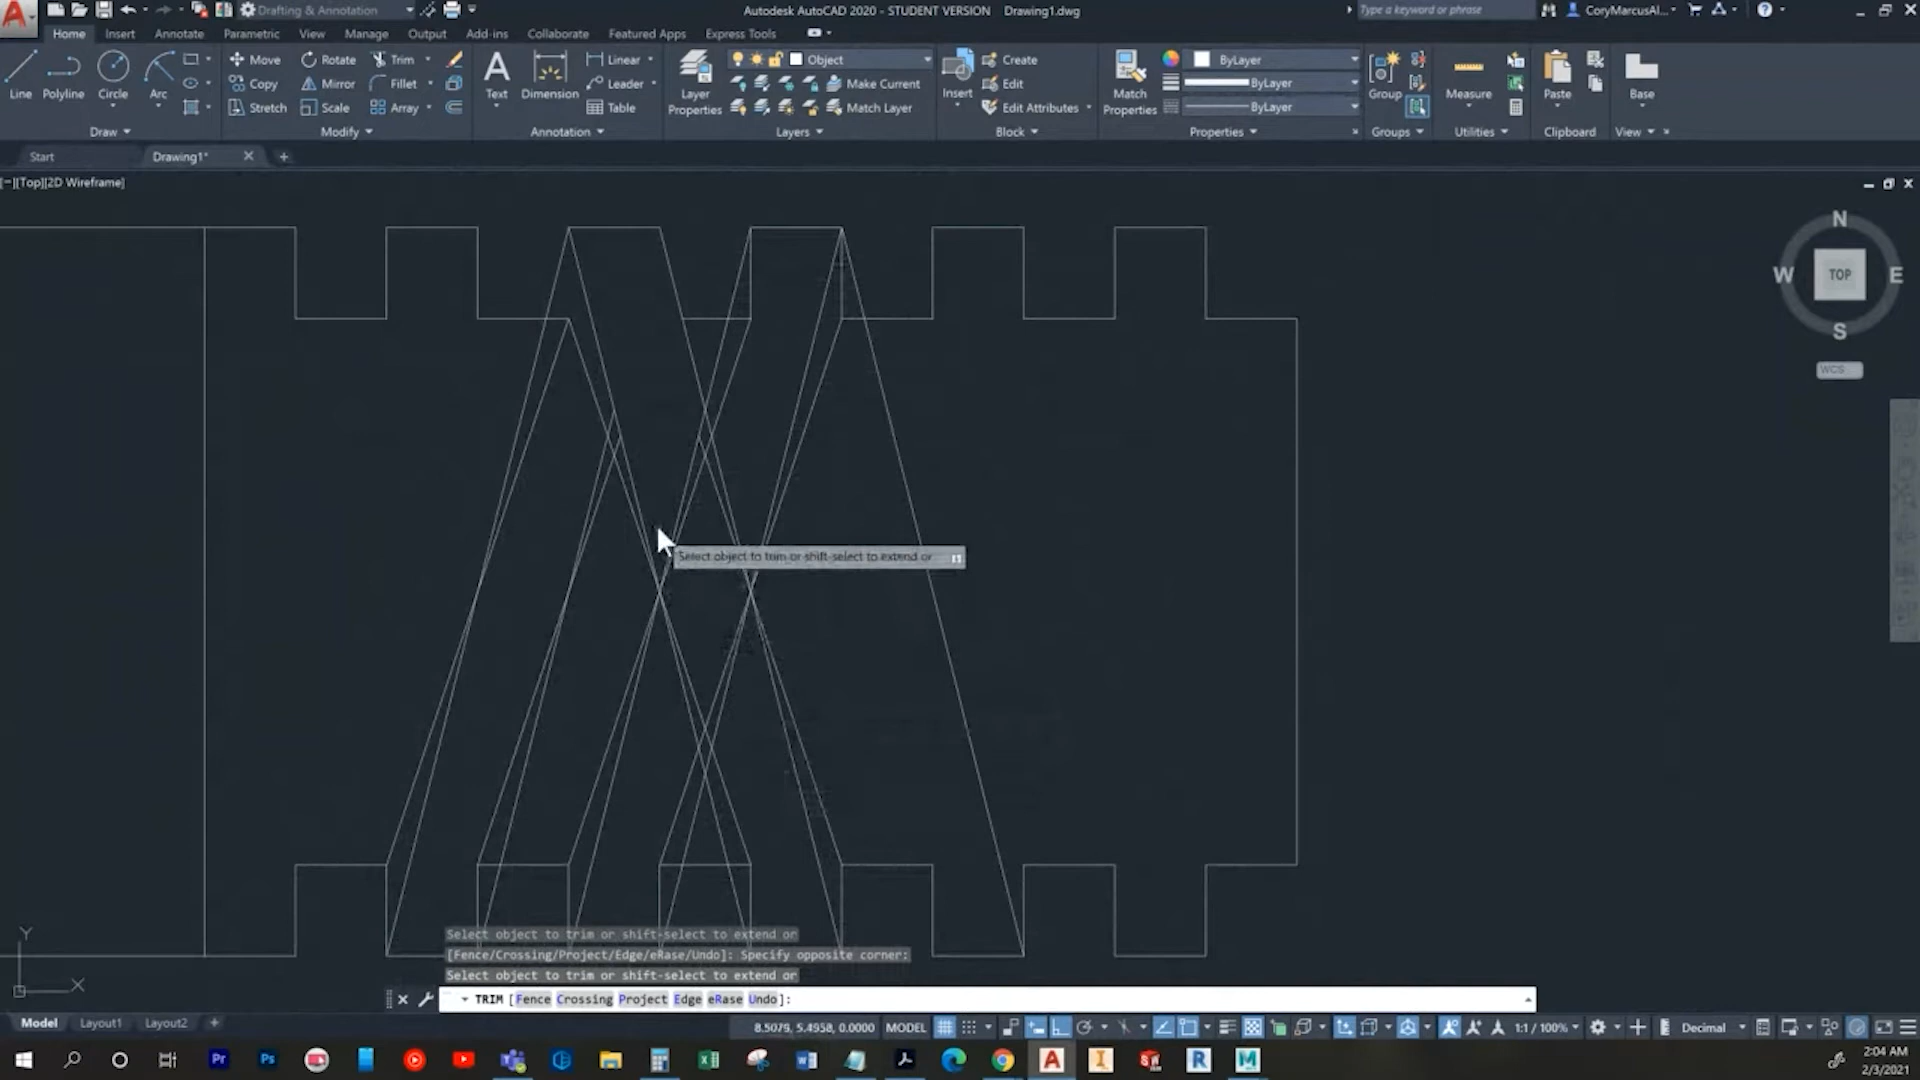 Drafting & Annotation
Autodesk AutoCAD 2020 - STUDENT VERSION Drawing1.dwg
Type a keyword or phrase
CoryMarcusAl...
Home Insert Annotate Parametric View Manage Output Add-ins Collaborate Featured Apps Express Tools
Line Polyline Circle Arc
Move Rotate Trim
Copy Mirror Fillet
Stretch Scale Array
Text Dimension
Linear
Leader
Table
Layer Properties
Object
Make Current
Match Layer
Insert
Create
Edit
Edit Attributes
Match Properties
ByLayer
ByLayer
ByLayer
Group Measure Paste Base
Draw Modify Annotation Layers Block Properties Groups Utilities Clipboard View
Start Drawing1*
[−][Top][2D Wireframe]
N
W TOP E
S
WCS
Select object to trim or shift-select to extend or
Y
X
Select object to trim or shift-select to extend or
[Fence/Crossing/Project/Edge/eRase/Undo]: Specify opposite corner:
Select object to trim or shift-select to extend or
TRIM [Fence Crossing Project Edge eRase Undo]:
Model Layout1 Layout2
8.5079, 5.4958, 0.0000 MODEL 1:1 / 100% Decimal
Pr Ps A I R M
2:04 AM
2/3/2021